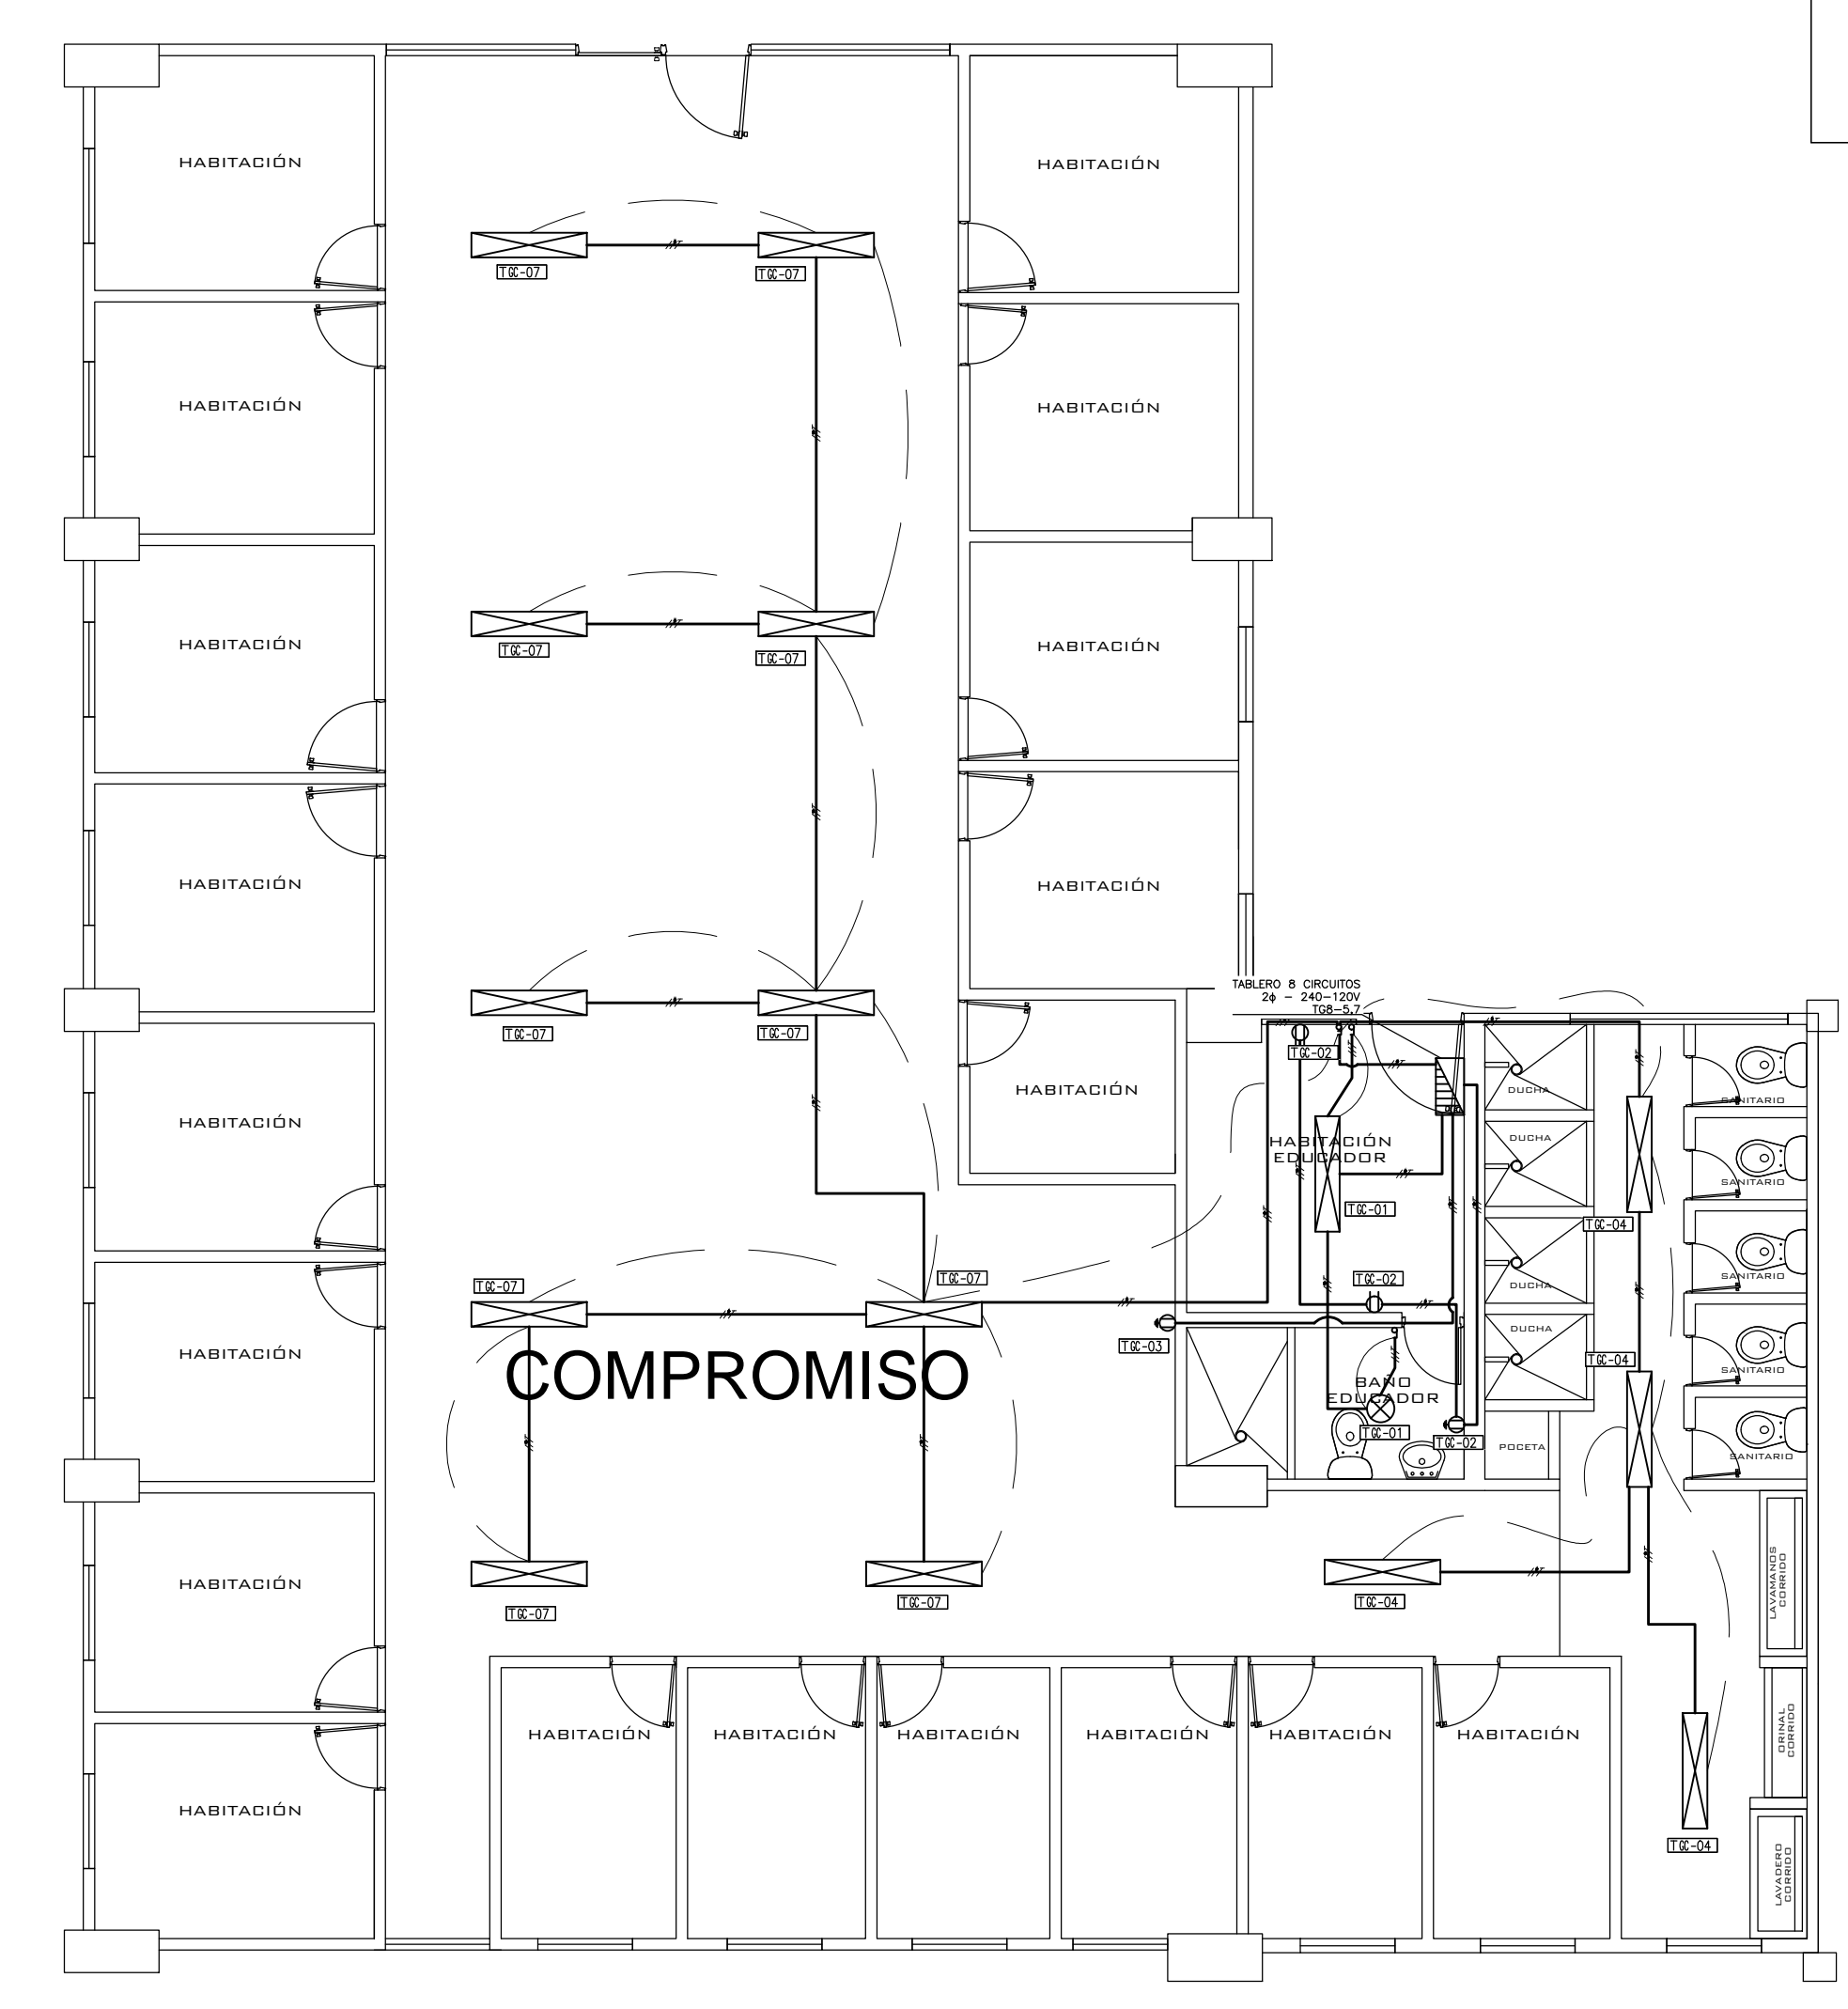 HABITACIÓN
HABITACIÓN
TGC-07
TGC-07
HABITACIÓN
HABITACIÓN
HABITACIÓN
HABITACIÓN
TGC-07
TGC-07
HABITACIÓN
HABITACIÓN
TABLERO 8 CIRCUITOS
2ϕ - 240-120V
TG8-5.7
TGC-07
TGC-07
TGC-02
HABITACIÓN
HABITACIÓN
DUCHA
SANITARIO
HABITACIÓN
EDUCADOR
DUCHA
SANITARIO
TGC-01
TGC-04
TGC-07
TGC-07
TGC-02
DUCHA
SANITARIO
HABITACIÓN
COMPROMISO
TGC-03
DUCHA
TGC-04
SANITARIO
BAÑO
EDUCADOR
TGC-01
TGC-02
POCETA
SANITARIO
HABITACIÓN
TGC-07
TGC-07
TGC-04
LAVAMANOS
CORRIDO
HABITACIÓN
HABITACIÓN
HABITACIÓN
HABITACIÓN
HABITACIÓN
HABITACIÓN
ORINAL
CORRIDO
HABITACIÓN
TGC-04
LAVADERO
CORRIDO